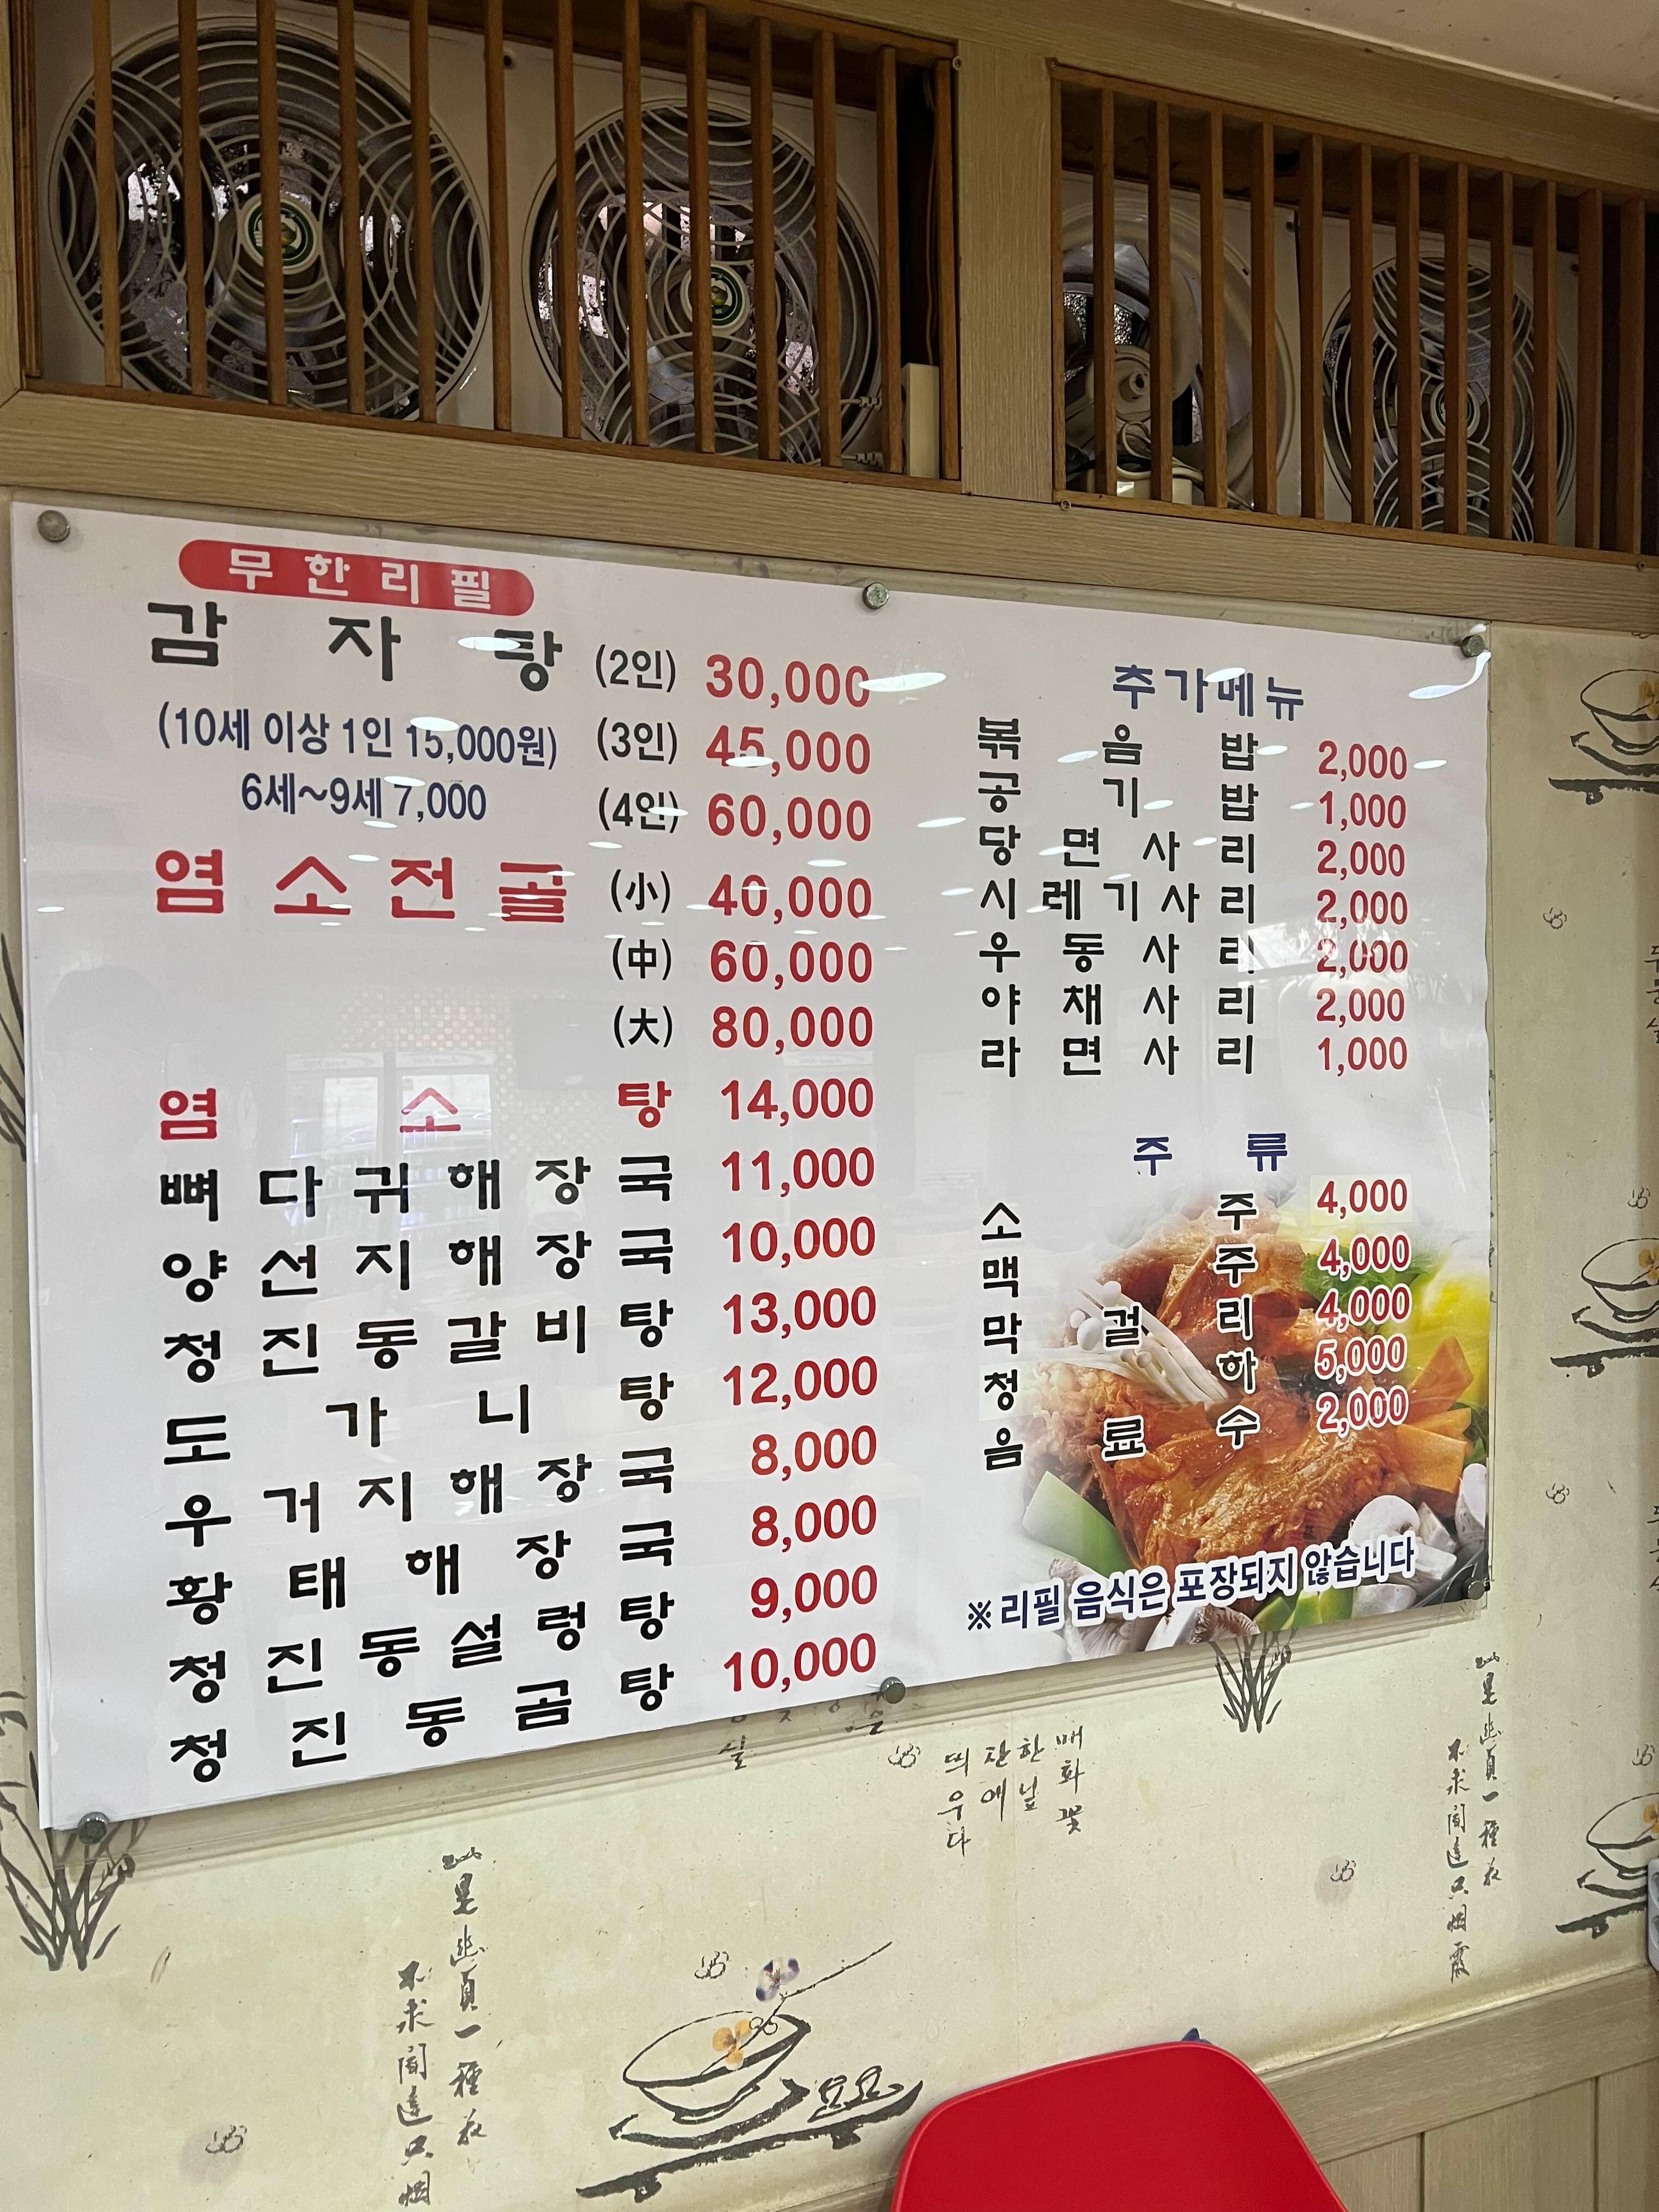 무한리필
감자탕 (2인) 30,000
(10세 이상 1인 15,000원) (3인) 45,000
6세~9세 7,000 (4인) 60,000
염소전골 (小) 40,000
(中) 60,000
(大) 80,000
염소탕 14,000
뼈다귀해장국 11,000
양선지해장국 10,000
청진동갈비탕 13,000
도가니탕 12,000
우거지해장국 8,000
황태해장국 8,000
청진동설렁탕 9,000
청진동곰탕 10,000
추가메뉴
볶음밥 2,000
공기밥 1,000
당면사리 2,000
시레기사리 2,000
우동사리 2,000
야채사리 2,000
라면사리 1,000
주류
소주 4,000
맥주 4,000
막걸리 4,000
청하 5,000
음료수 2,000
※리필 음식은 포장되지 않습니다
매화꽃
한잎
잔에
띄우다